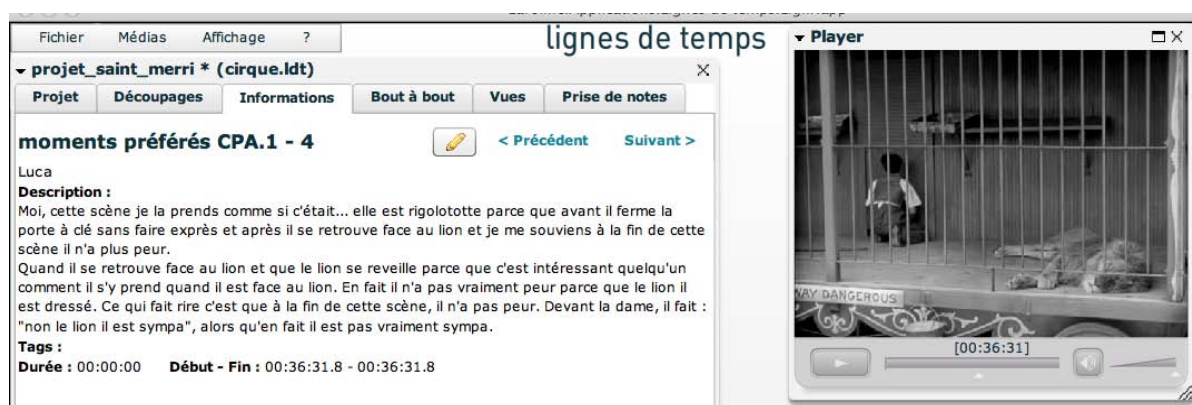 Fichier Médias Affichage ?
lignes de temps
projet_saint_merri * (cirque.ldt)
Projet Découpages Informations Bout à bout Vues Prise de notes
moments préférés CPA.1 - 4
< Précédent Suivant >
Luca
Description :
Moi, cette scène je la prends comme si c'était... elle est rigolototte parce que avant il ferme la
porte à clé sans faire exprès et après il se retrouve face au lion et je me souviens à la fin de cette
scène il n'a plus peur.
Quand il se retrouve face au lion et que le lion se reveille parce que c'est intéressant quelqu'un
comment il s'y prend quand il est face au lion. En fait il n'a pas vraiment peur parce que le lion il
est dressé. Ce qui fait rire c'est que à la fin de cette scène, il n'a pas peur. Devant la dame, il fait :
"non le lion il est sympa", alors qu'en fait il est pas vraiment sympa.
Tags :
Durée : 00:00:00 Début - Fin : 00:36:31.8 - 00:36:31.8
Player
WAY DANGEROUS
[00:36:31]